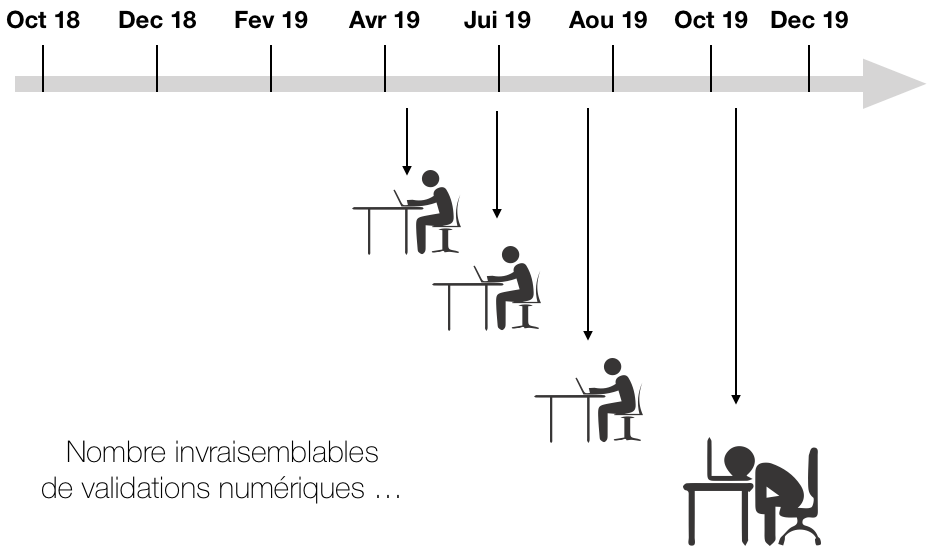 Oct 18 Dec 18 Fev 19 Avr 19 Jui 19 Aou 19 Oct 19 Dec 19
Nombre invraisemblables
de validations numériques …